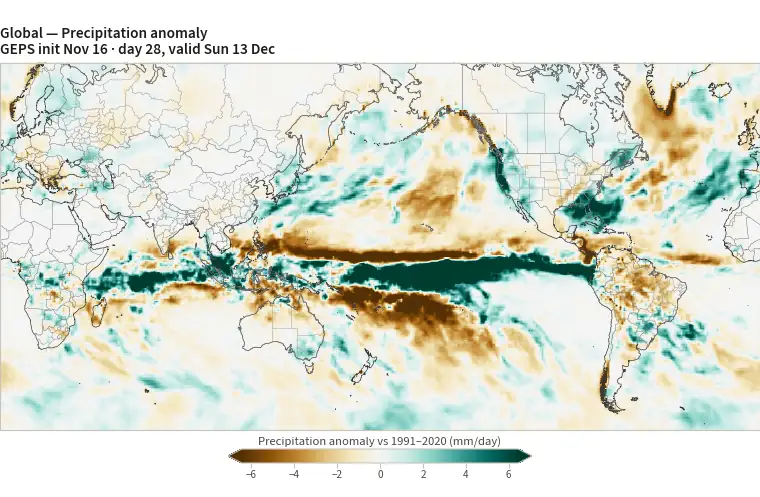 Global — Precipitation anomaly
GEPS init Nov 16 · day 28, valid Sun 13 Dec
Precipitation anomaly vs 1991–2020 (mm/day)
−6 −4 −2 0 2 4 6